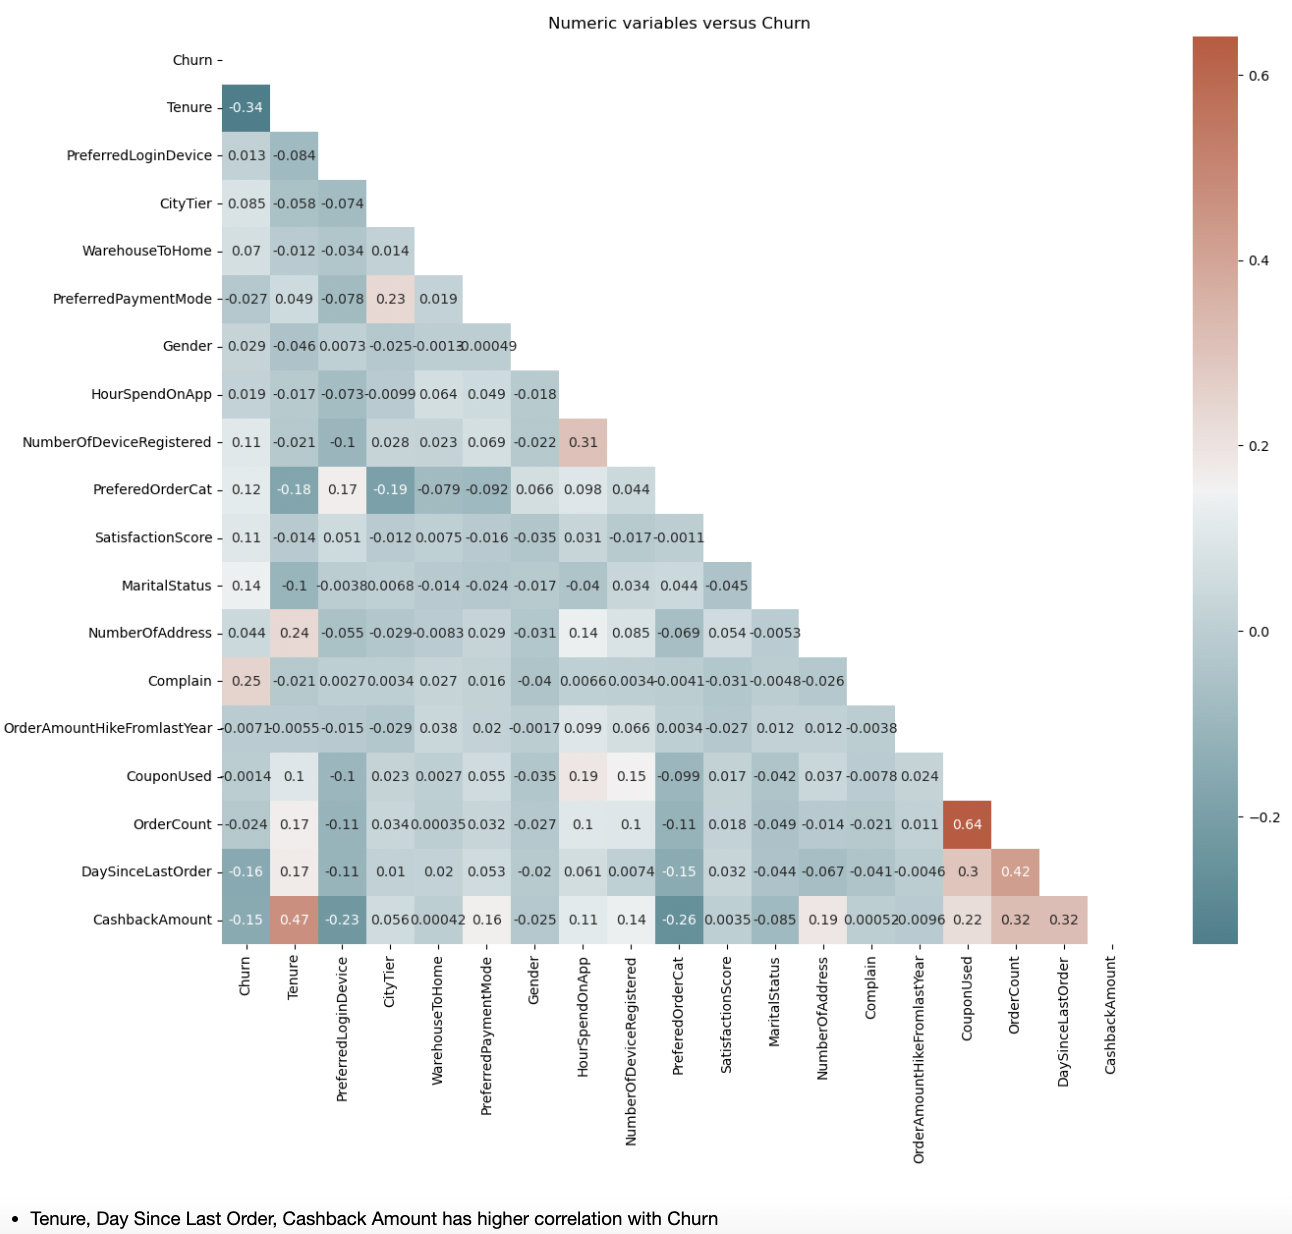 Numeric variables versus Churn
Churn
Tenure -0.34
PreferredLoginDevice 0.013 -0.084
CityTier 0.085 -0.058 -0.074
WarehouseToHome 0.07 -0.012 -0.034 0.014
PreferredPaymentMode -0.027 0.049 -0.078 0.23 0.019
Gender 0.029 -0.046 0.0073 -0.025 -0.0013 0.00049
HourSpendOnApp 0.019 -0.017 -0.073 -0.0099 0.064 0.049 -0.018
NumberOfDeviceRegistered 0.11 -0.021 -0.1 0.028 0.023 0.069 -0.022 0.31
PreferedOrderCat 0.12 -0.18 0.17 -0.19 -0.079 -0.092 0.066 0.098 0.044
SatisfactionScore 0.11 -0.014 0.051 -0.012 0.0075 -0.016 -0.035 0.031 -0.017 -0.0011
MaritalStatus 0.14 -0.1 -0.0038 0.0068 -0.014 -0.024 -0.017 -0.04 0.034 0.044 -0.045
NumberOfAddress 0.044 0.24 -0.055 -0.029 -0.0083 0.029 -0.031 0.14 0.085 -0.069 0.054 -0.0053
Complain 0.25 -0.021 0.0027 0.0034 0.027 0.016 -0.04 0.0066 0.0034 -0.0041 -0.031 -0.0048 -0.026
OrderAmountHikeFromlastYear -0.0071 -0.0055 -0.015 -0.029 0.038 0.02 -0.0017 0.099 0.066 0.0034 -0.027 0.012 0.012 -0.0038
CouponUsed -0.0014 0.1 -0.1 0.023 0.0027 0.055 -0.035 0.19 0.15 -0.099 0.017 -0.042 0.037 -0.0078 0.024
OrderCount -0.024 0.17 -0.11 0.034 0.00035 0.032 -0.027 0.1 0.1 -0.11 0.018 -0.049 -0.014 -0.021 0.011 0.64
DaySinceLastOrder -0.16 0.17 -0.11 0.01 0.02 0.053 -0.02 0.061 0.0074 -0.15 0.032 -0.044 -0.067 -0.041 -0.0046 0.3 0.42
CashbackAmount -0.15 0.47 -0.23 0.056 0.00042 0.16 -0.025 0.11 0.14 -0.26 0.0035 -0.085 0.19 0.00052 -0.0096 0.22 0.32 0.32
Churn
Tenure
PreferredLoginDevice
CityTier
WarehouseToHome
PreferredPaymentMode
Gender
HourSpendOnApp
NumberOfDeviceRegistered
PreferedOrderCat
SatisfactionScore
MaritalStatus
NumberOfAddress
Complain
OrderAmountHikeFromlastYear
CouponUsed
OrderCount
DaySinceLastOrder
CashbackAmount
0.6
0.4
0.2
0.0
−0.2
• Tenure, Day Since Last Order, Cashback Amount has higher correlation with Churn